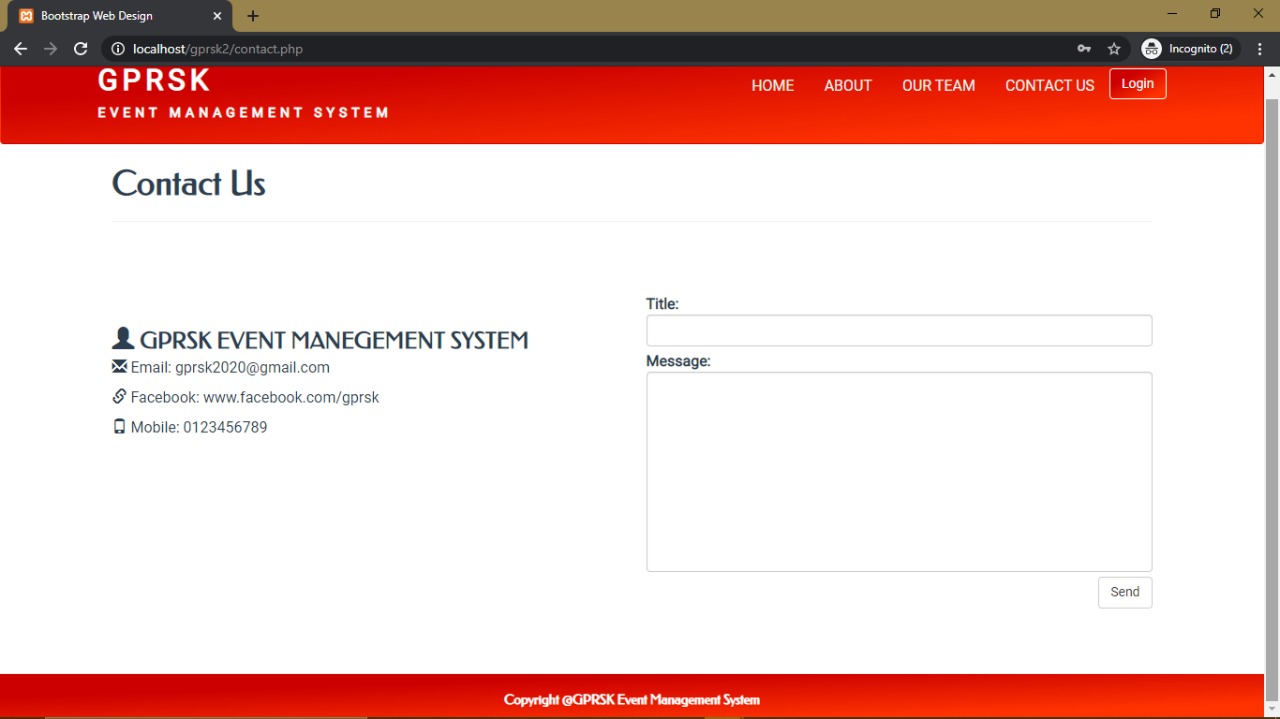 Bootstrap Web Design
localhost/gprsk2/contact.php
Incognito (2)
GPRSK
EVENT MANAGEMENT SYSTEM
HOME
ABOUT
OUR TEAM
CONTACT US
Login
Contact Us
GPRSK EVENT MANEGEMENT SYSTEM
Email: gprsk2020@gmail.com
Facebook: www.facebook.com/gprsk
Mobile: 0123456789
Title:
Message:
Send
Copyright @GPRSK Event Management System